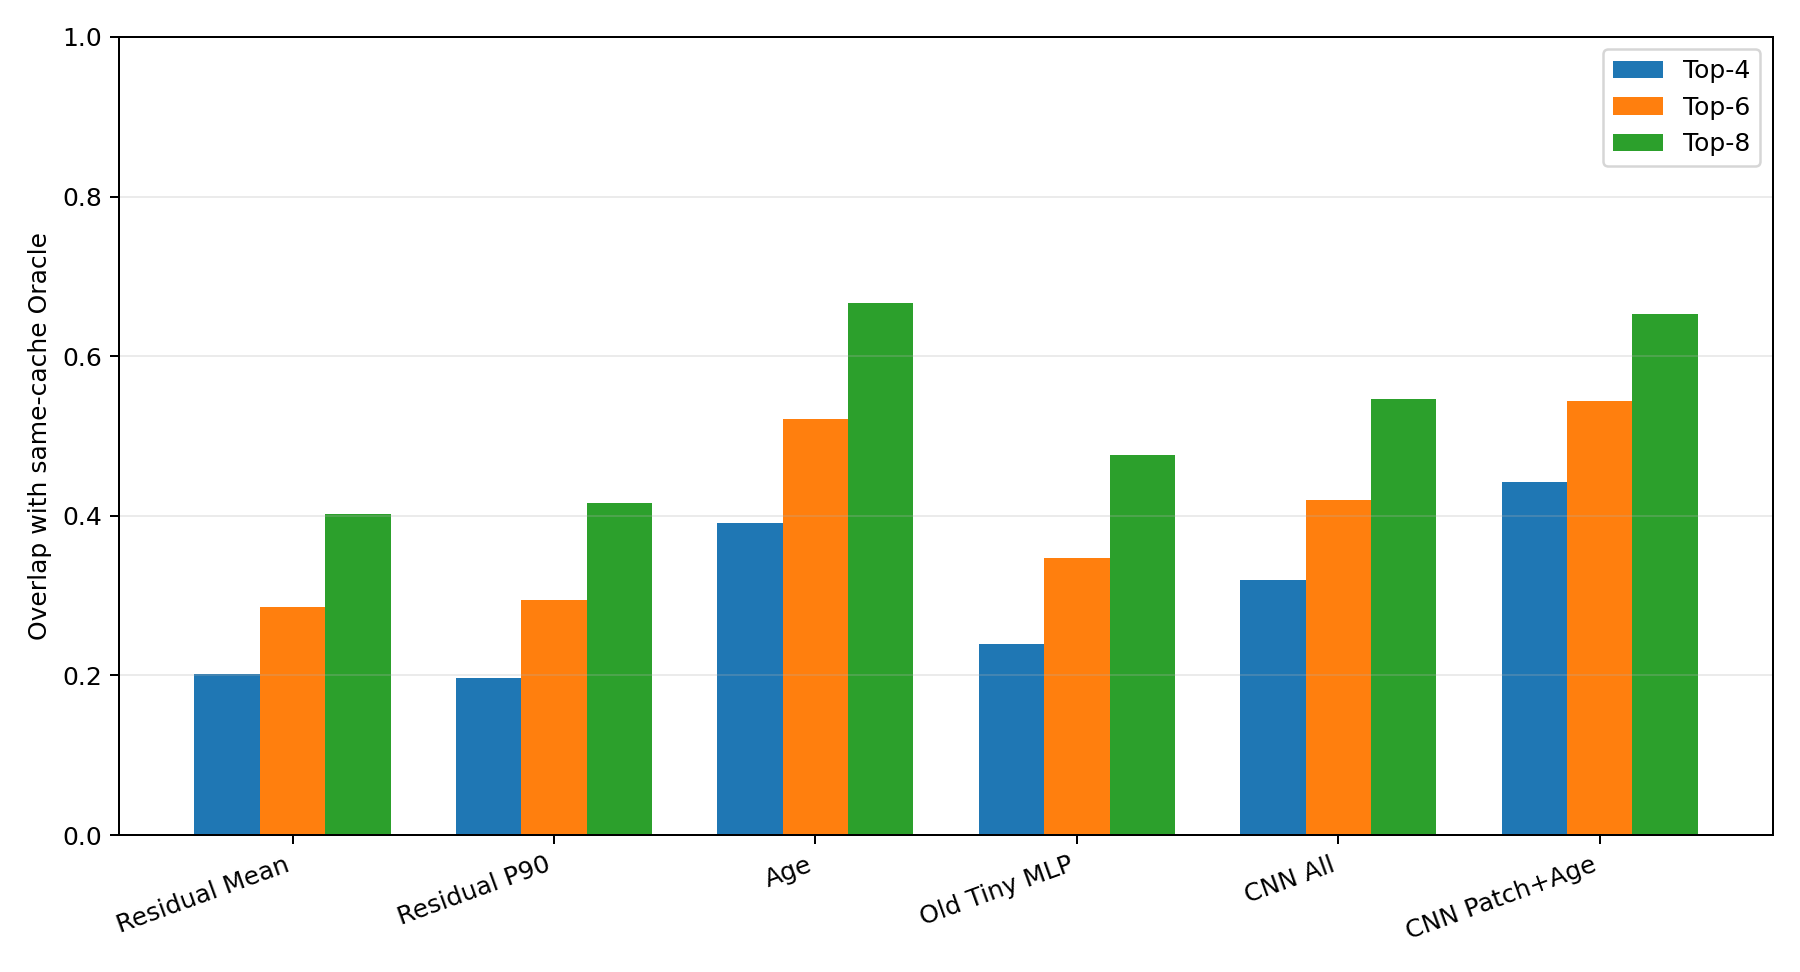 Overlap with same-cache Oracle
1.0
0.8
0.6
0.4
0.2
0.0
Top-4
Top-6
Top-8
Residual Mean
Residual P90
Age
Old Tiny MLP
CNN All
CNN Patch+Age